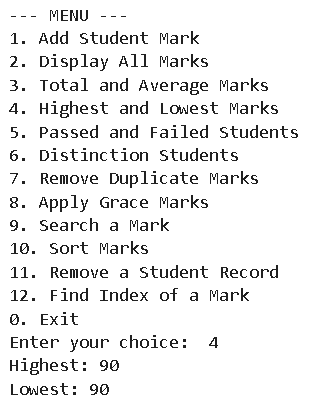 --- MENU ---
1. Add Student Mark
2. Display All Marks
3. Total and Average Marks
4. Highest and Lowest Marks
5. Passed and Failed Students
6. Distinction Students
7. Remove Duplicate Marks
8. Apply Grace Marks
9. Search a Mark
10. Sort Marks
11. Remove a Student Record
12. Find Index of a Mark
0. Exit
Enter your choice:  4
Highest: 90
Lowest: 90